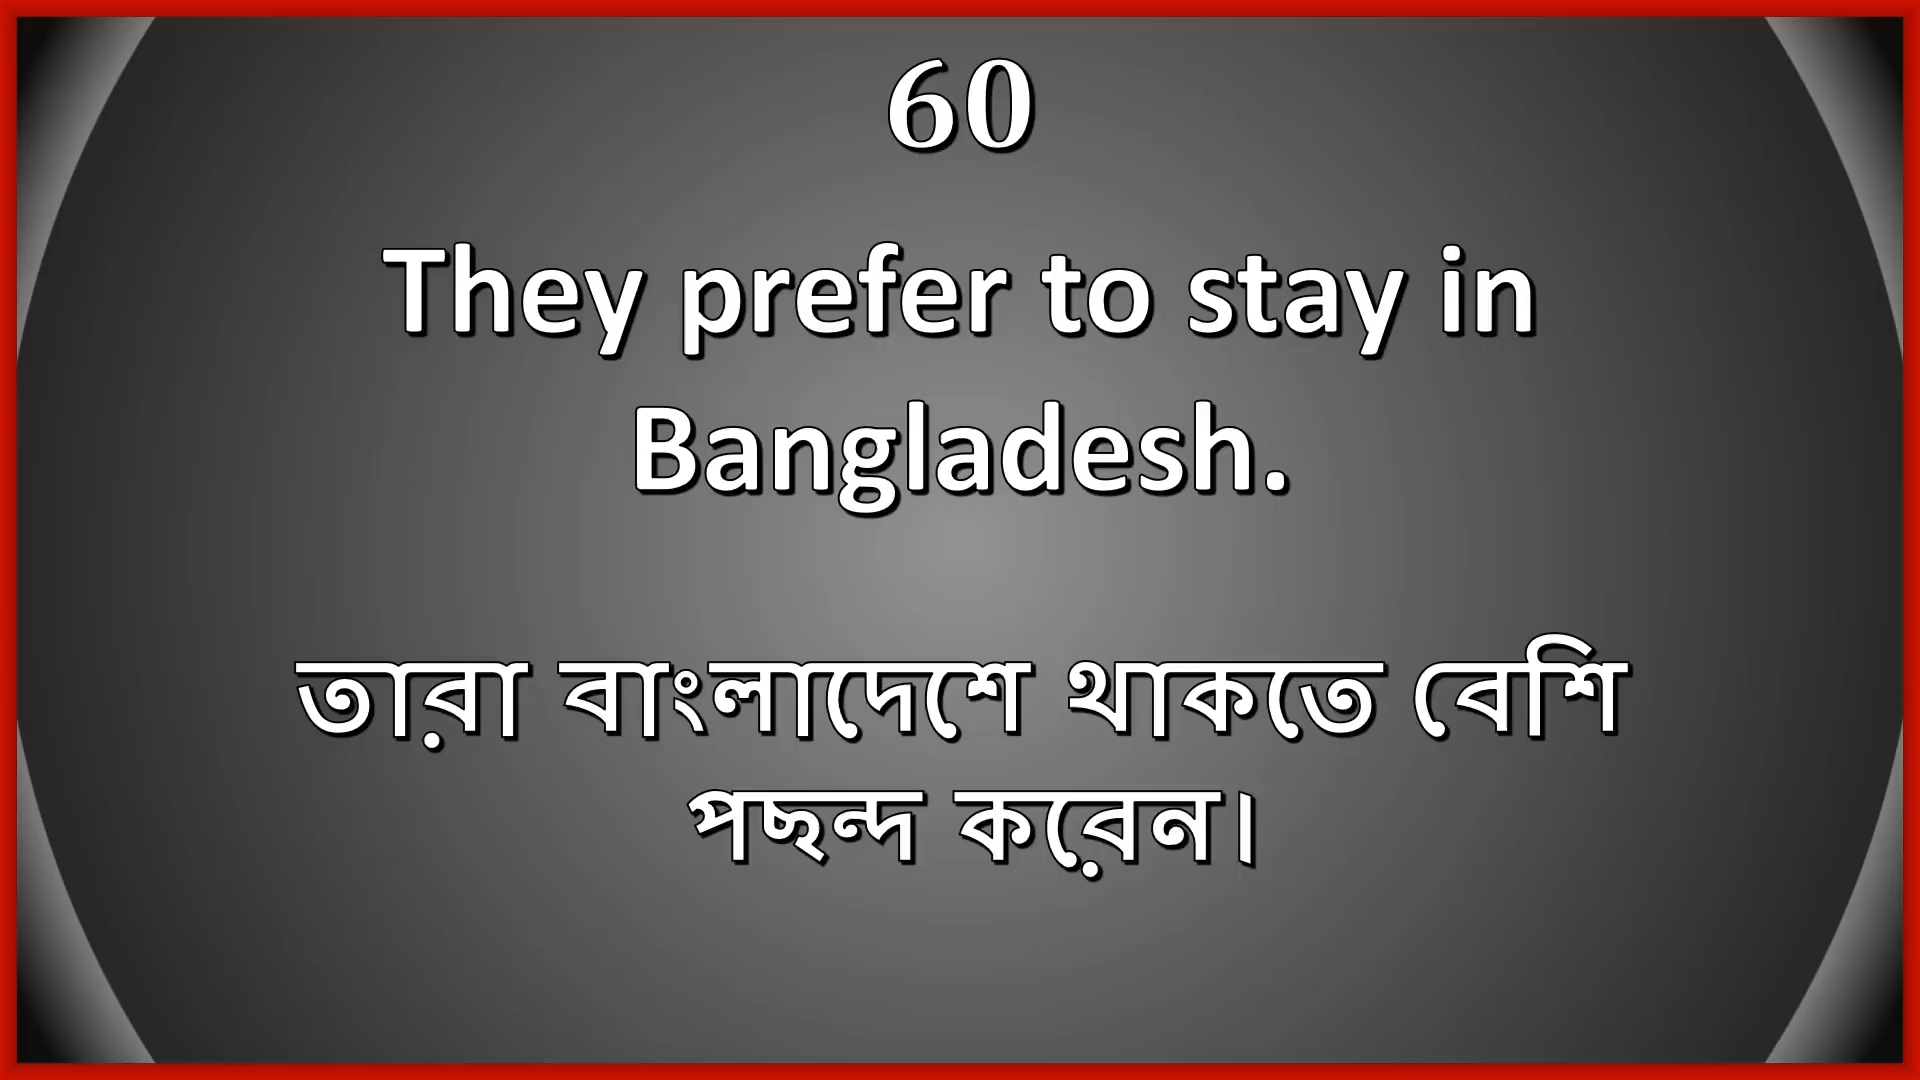 60
They prefer to stay in
Bangladesh.
তারা বাংলাদেশে থাকতে বেশি
পছন্দ করেন।